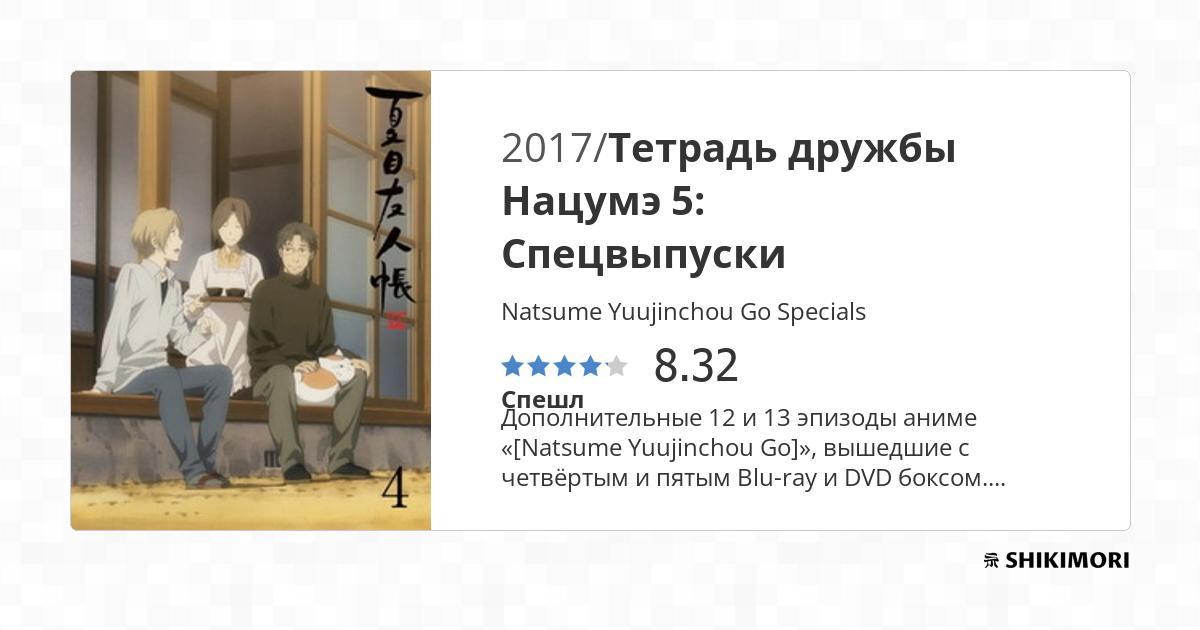 夏目友人帳
4
2017/Тетрадь дружбы
Нацумэ 5:
Спецвыпуски
Natsume Yuujinchou Go Specials
8.32
Спешл
Дополнительные 12 и 13 эпизоды аниме
«[Natsume Yuujinchou Go]», вышедшие с
четвёртым и пятым Blu-ray и DVD боксом....
SHIKIMORI